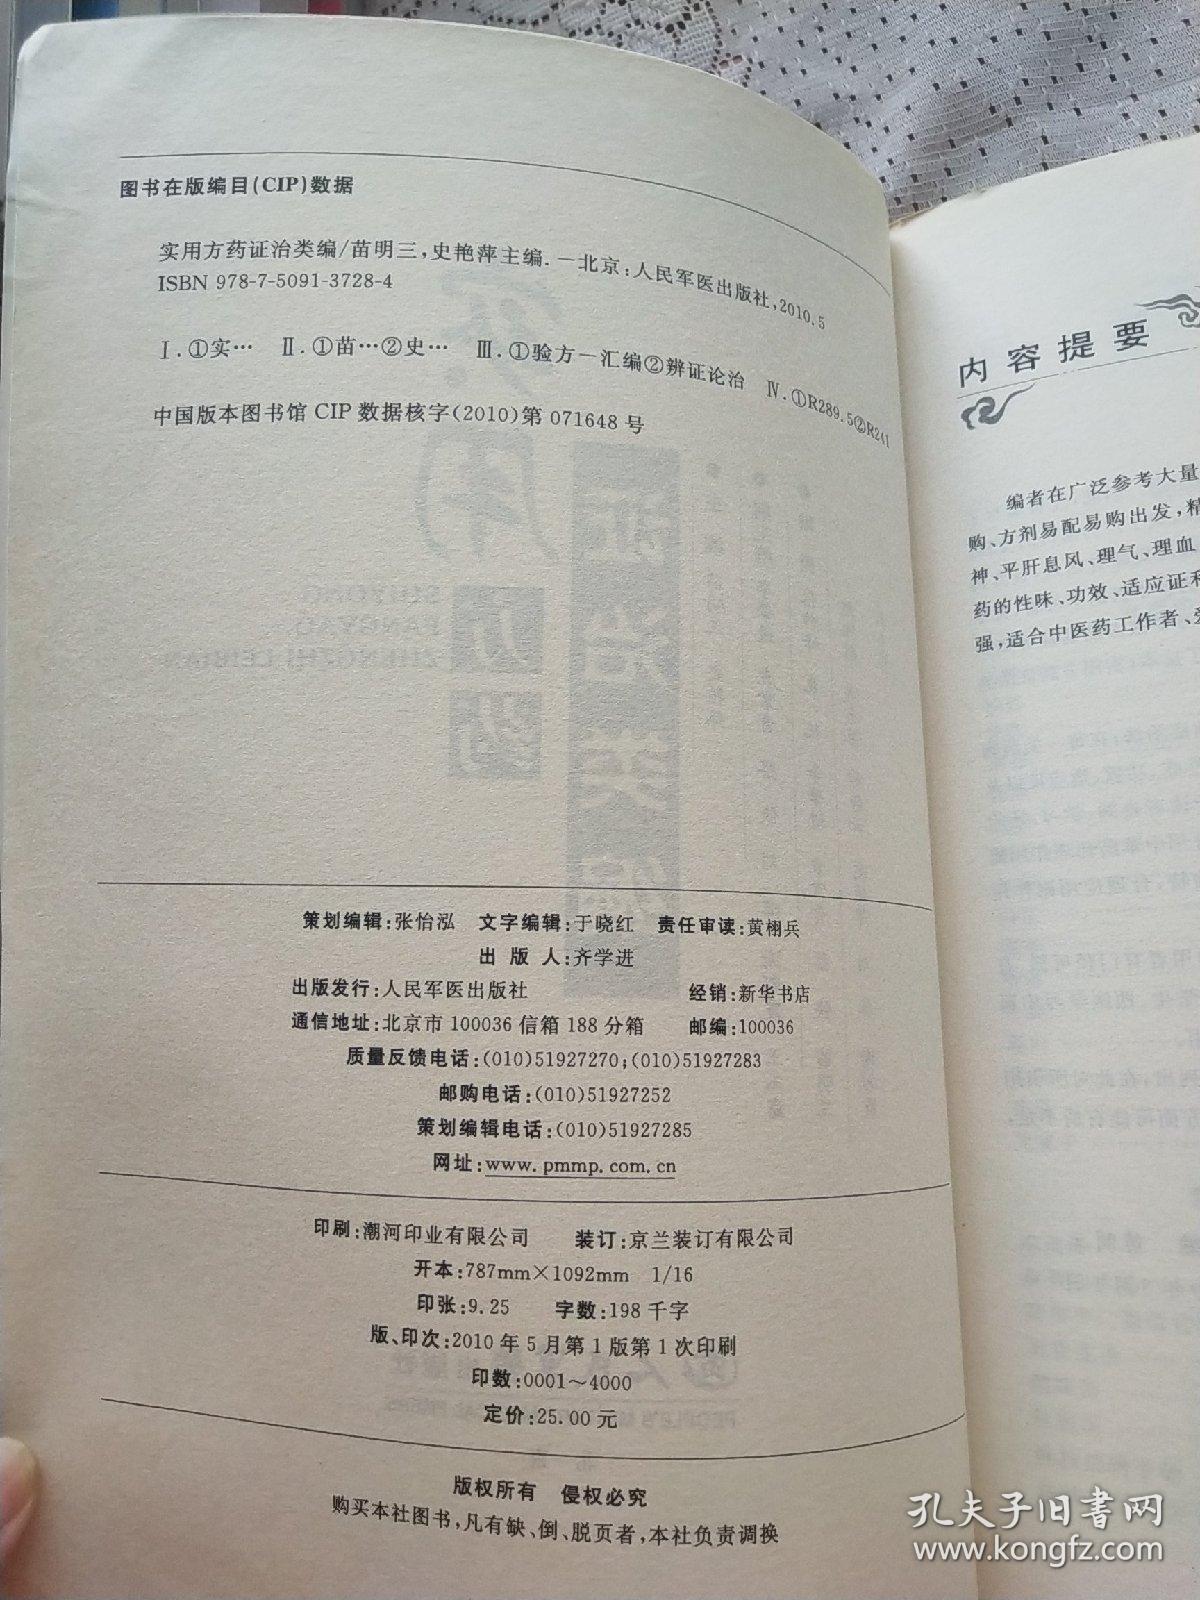 图书在版编目(CIP)数据
实用方药证治类编/苗明三,史艳萍主编.—北京:人民军医出版社,2010.5
ISBN 978-7-5091-3728-4
Ⅰ.①实… Ⅱ.①苗…②史… Ⅲ.①验方－汇编②辨证论治 Ⅳ.①R289.5②R241
中国版本图书馆 CIP 数据核字(2010)第 071648 号
策划编辑:张怡泓 文字编辑:于晓红 责任审读:黄栩兵
出 版 人:齐学进
出版发行:人民军医出版社 经销:新华书店
通信地址:北京市 100036 信箱 188 分箱 邮编:100036
质量反馈电话:(010)51927270;(010)51927283
邮购电话:(010)51927252
策划编辑电话:(010)51927285
网址:www.pmmp.com.cn
印刷:潮河印业有限公司 装订:京兰装订有限公司
开本:787mm×1092mm 1/16
印张:9.25 字数:198 千字
版、印次:2010 年 5 月第 1 版第 1 次印刷
印数:0001～4000
定价:25.00 元
版权所有 侵权必究
购买本社图书,凡有缺、倒、脱页者,本社负责调换
内容提要
编者在广泛参考大量
购、方剂易配易购出发,精
神、平肝息风、理气、理血
药的性味、功效、适应证和
强,适合中医药工作者、爱
孔夫子旧书网
www.kongfz.com